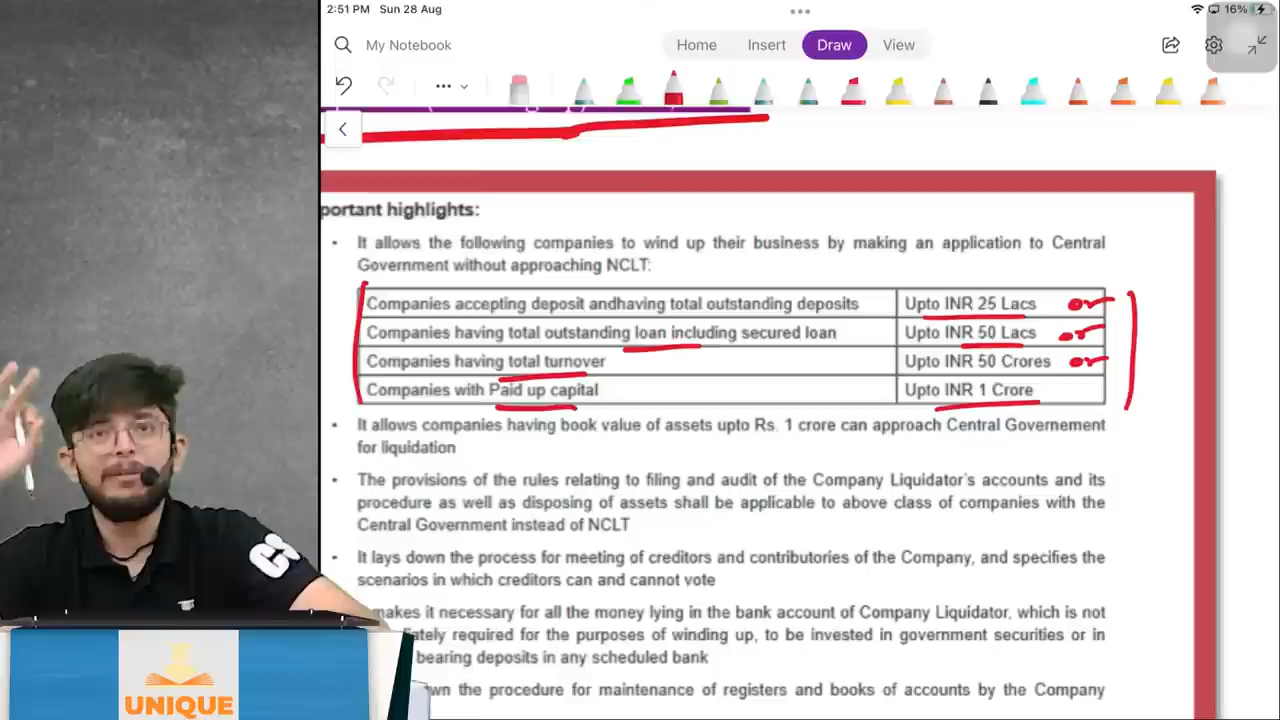 2:51 PM Sun 28 Aug
16%
My Notebook
Home Insert Draw View
portant highlights:
It allows the following companies to wind up their business by making an application to Central
Government without approaching NCLT:
Companies accepting deposit andhaving total outstanding deposits Upto INR 25 Lacs or
Companies having total outstanding loan including secured loan Upto INR 50 Lacs or
Companies having total turnover Upto INR 50 Crores or
Companies with Paid up capital Upto INR 1 Crore
It allows companies having book value of assets upto Rs. 1 crore can approach Central Governement
for liquidation
The provisions of the rules relating to filing and audit of the Company Liquidator's accounts and its
procedure as well as disposing of assets shall be applicable to above class of companies with the
Central Government instead of NCLT
It lays down the process for meeting of creditors and contributories of the Company, and specifies the
scenarios in which creditors can and cannot vote
makes it necessary for all the money lying in the bank account of Company Liquidator, which is not
iately required for the purposes of winding up, to be invested in government securities or in
bearing deposits in any scheduled bank
wn the procedure for maintenance of registers and books of accounts by the Company
UNIQUE